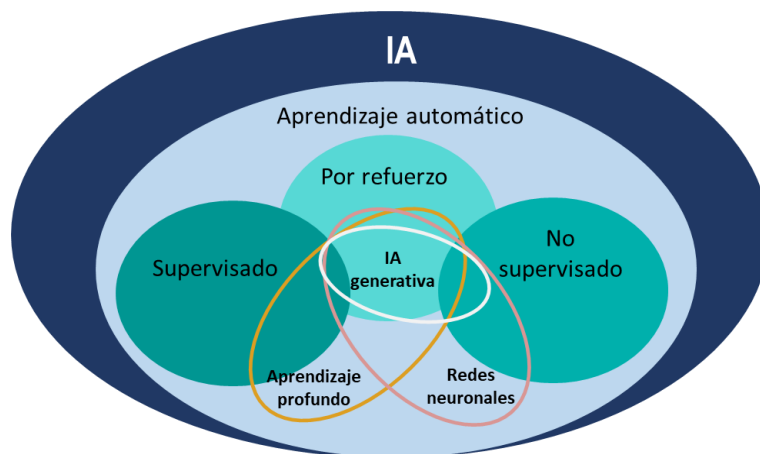 IA
Aprendizaje automático
Por refuerzo
Supervisado
IA
generativa
No
supervisado
Aprendizaje
profundo
Redes
neuronales